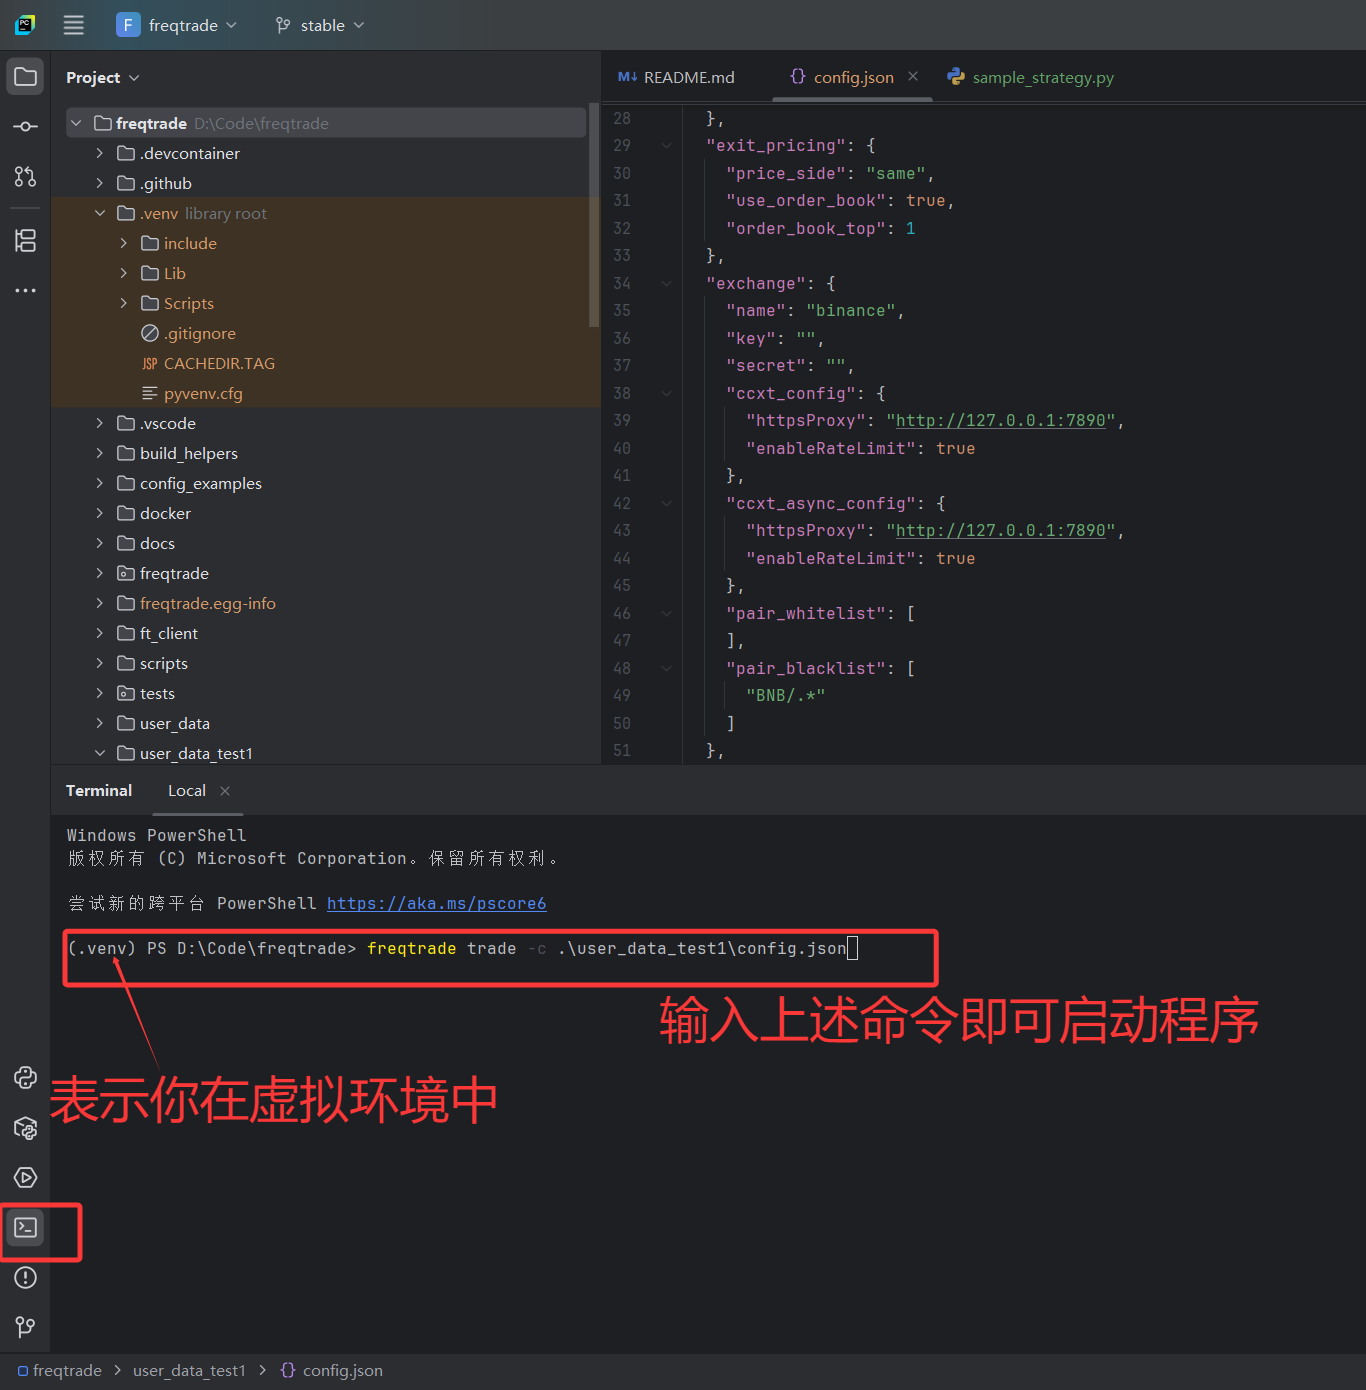 PC
F freqtrade stable
Project
freqtrade D:\Code\freqtrade
.devcontainer
.github
.venv library root
include
Lib
Scripts
.gitignore
JSP CACHEDIR.TAG
pyvenv.cfg
.vscode
build_helpers
config_examples
docker
docs
freqtrade
freqtrade.egg-info
ft_client
scripts
tests
user_data
user_data_test1
M↓ README.md {} config.json × sample_strategy.py
28 },
29 "exit_pricing": {
30 "price_side": "same",
31 "use_order_book": true,
32 "order_book_top": 1
33 },
34 "exchange": {
35 "name": "binance",
36 "key": "",
37 "secret": "",
38 "ccxt_config": {
39 "httpsProxy": "http://127.0.0.1:7890",
40 "enableRateLimit": true
41 },
42 "ccxt_async_config": {
43 "httpsProxy": "http://127.0.0.1:7890",
44 "enableRateLimit": true
45 },
46 "pair_whitelist": [
47 ],
48 "pair_blacklist": [
49 "BNB/.*"
50 ]
51 },
Terminal Local ×
Windows PowerShell
版权所有 (C) Microsoft Corporation。保留所有权利。
尝试新的跨平台 PowerShell https://aka.ms/pscore6
(.venv) PS D:\Code\freqtrade> freqtrade trade -c .\user_data_test1\config.json
输入上述命令即可启动程序
表示你在虚拟环境中
freqtrade > user_data_test1 > {} config.json